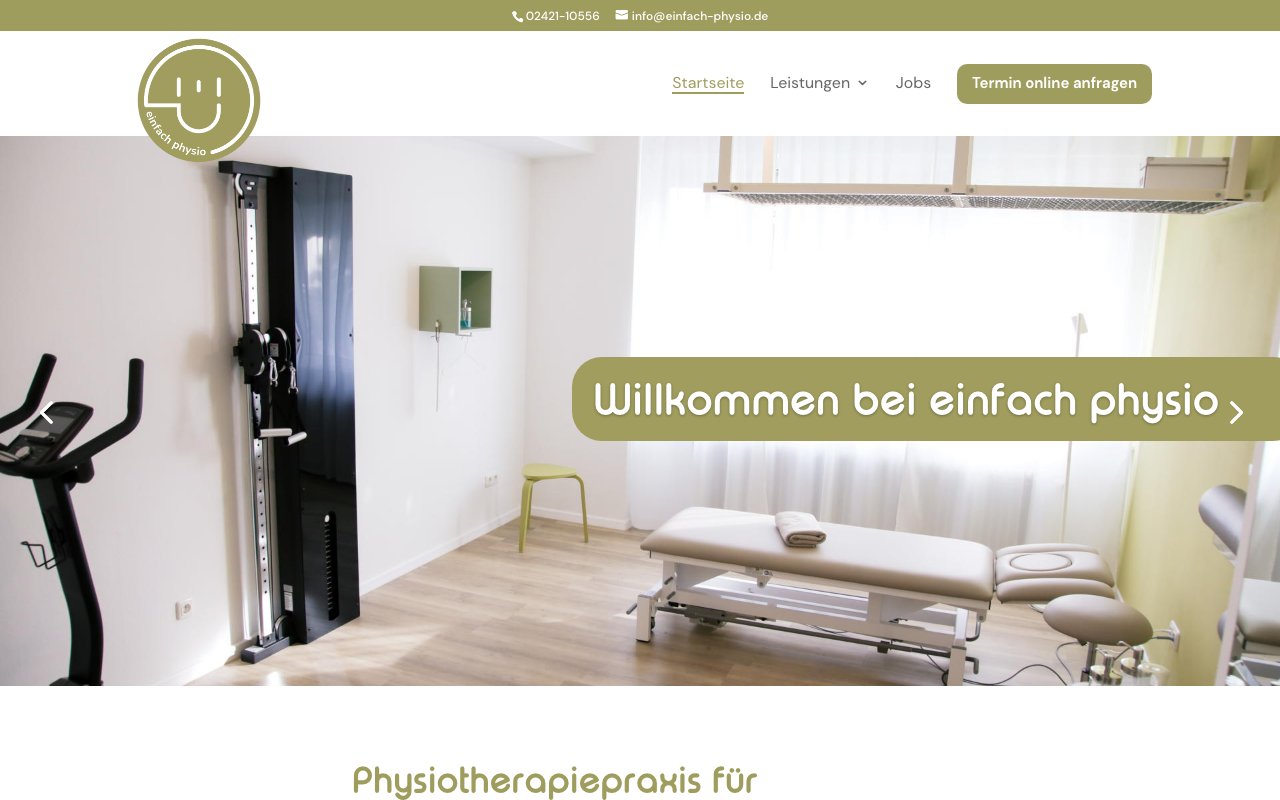 02421-10556 info@einfach-physio.de
einfach physio
Startseite Leistungen Jobs Termin online anfragen
Willkommen bei einfach physio
Physiotherapiepraxis für